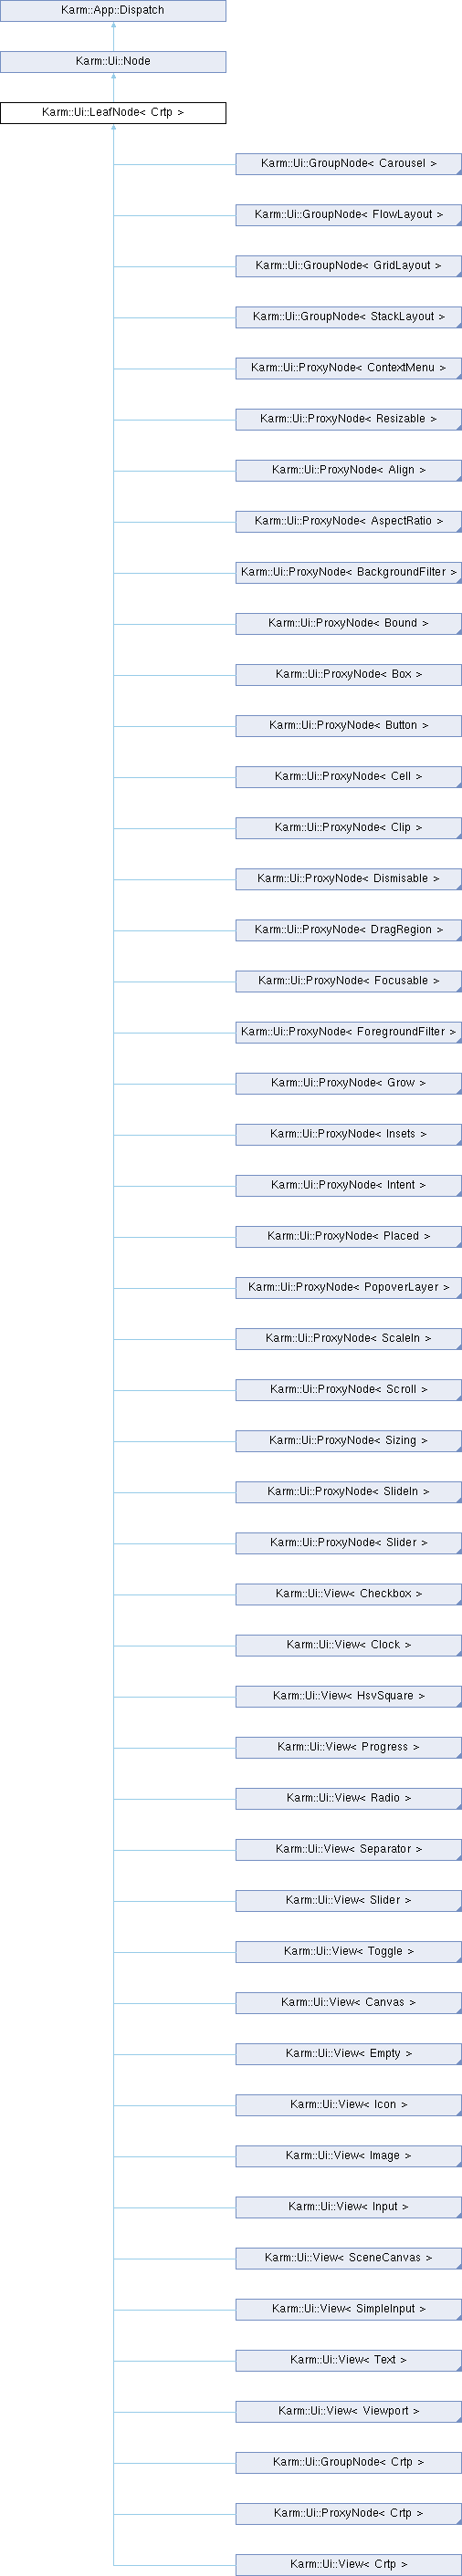 Karm::App::Dispatch
Karm::Ui::Node
Karm::Ui::LeafNode< Crtp >
Karm::Ui::GroupNode< Carousel >
Karm::Ui::GroupNode< FlowLayout >
Karm::Ui::GroupNode< GridLayout >
Karm::Ui::GroupNode< StackLayout >
Karm::Ui::ProxyNode< ContextMenu >
Karm::Ui::ProxyNode< Resizable >
Karm::Ui::ProxyNode< Align >
Karm::Ui::ProxyNode< AspectRatio >
Karm::Ui::ProxyNode< BackgroundFilter >
Karm::Ui::ProxyNode< Bound >
Karm::Ui::ProxyNode< Box >
Karm::Ui::ProxyNode< Button >
Karm::Ui::ProxyNode< Cell >
Karm::Ui::ProxyNode< Clip >
Karm::Ui::ProxyNode< Dismisable >
Karm::Ui::ProxyNode< DragRegion >
Karm::Ui::ProxyNode< Focusable >
Karm::Ui::ProxyNode< ForegroundFilter >
Karm::Ui::ProxyNode< Grow >
Karm::Ui::ProxyNode< Insets >
Karm::Ui::ProxyNode< Intent >
Karm::Ui::ProxyNode< Placed >
Karm::Ui::ProxyNode< PopoverLayer >
Karm::Ui::ProxyNode< ScaleIn >
Karm::Ui::ProxyNode< Scroll >
Karm::Ui::ProxyNode< Sizing >
Karm::Ui::ProxyNode< SlideIn >
Karm::Ui::ProxyNode< Slider >
Karm::Ui::View< Checkbox >
Karm::Ui::View< Clock >
Karm::Ui::View< HsvSquare >
Karm::Ui::View< Progress >
Karm::Ui::View< Radio >
Karm::Ui::View< Separator >
Karm::Ui::View< Slider >
Karm::Ui::View< Toggle >
Karm::Ui::View< Canvas >
Karm::Ui::View< Empty >
Karm::Ui::View< Icon >
Karm::Ui::View< Image >
Karm::Ui::View< Input >
Karm::Ui::View< SceneCanvas >
Karm::Ui::View< SimpleInput >
Karm::Ui::View< Text >
Karm::Ui::View< Viewport >
Karm::Ui::GroupNode< Crtp >
Karm::Ui::ProxyNode< Crtp >
Karm::Ui::View< Crtp >